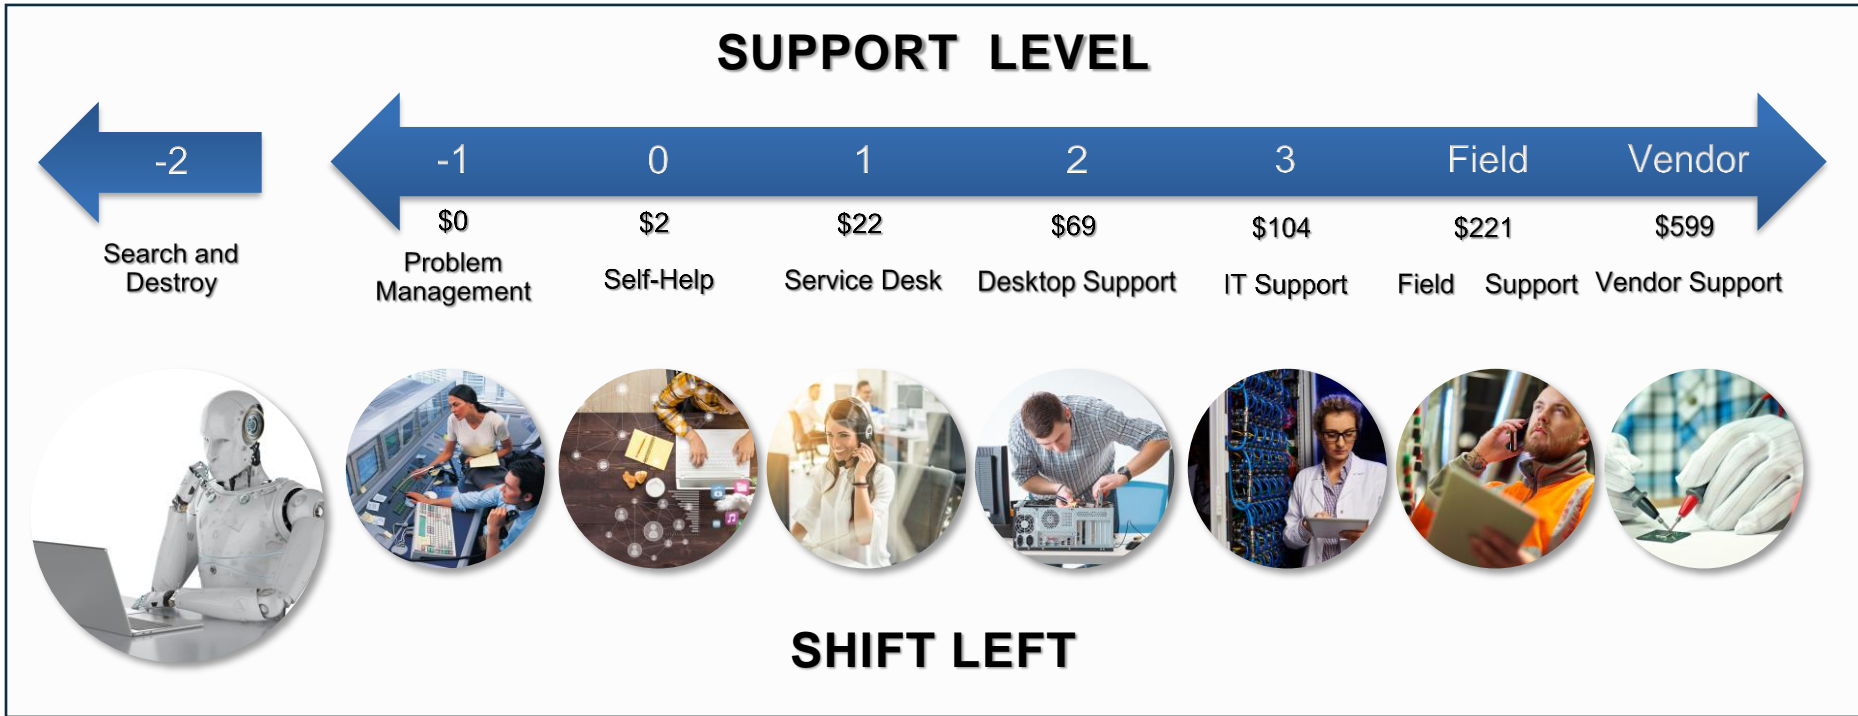 SUPPORT LEVEL
-2 -1 0 1 2 3 Field Vendor
$0 $2 $22 $69 $104 $221 $599
Search and
Destroy
Problem
Management
Self-Help
Service Desk
Desktop Support
IT Support
Field Support
Vendor Support
SHIFT LEFT